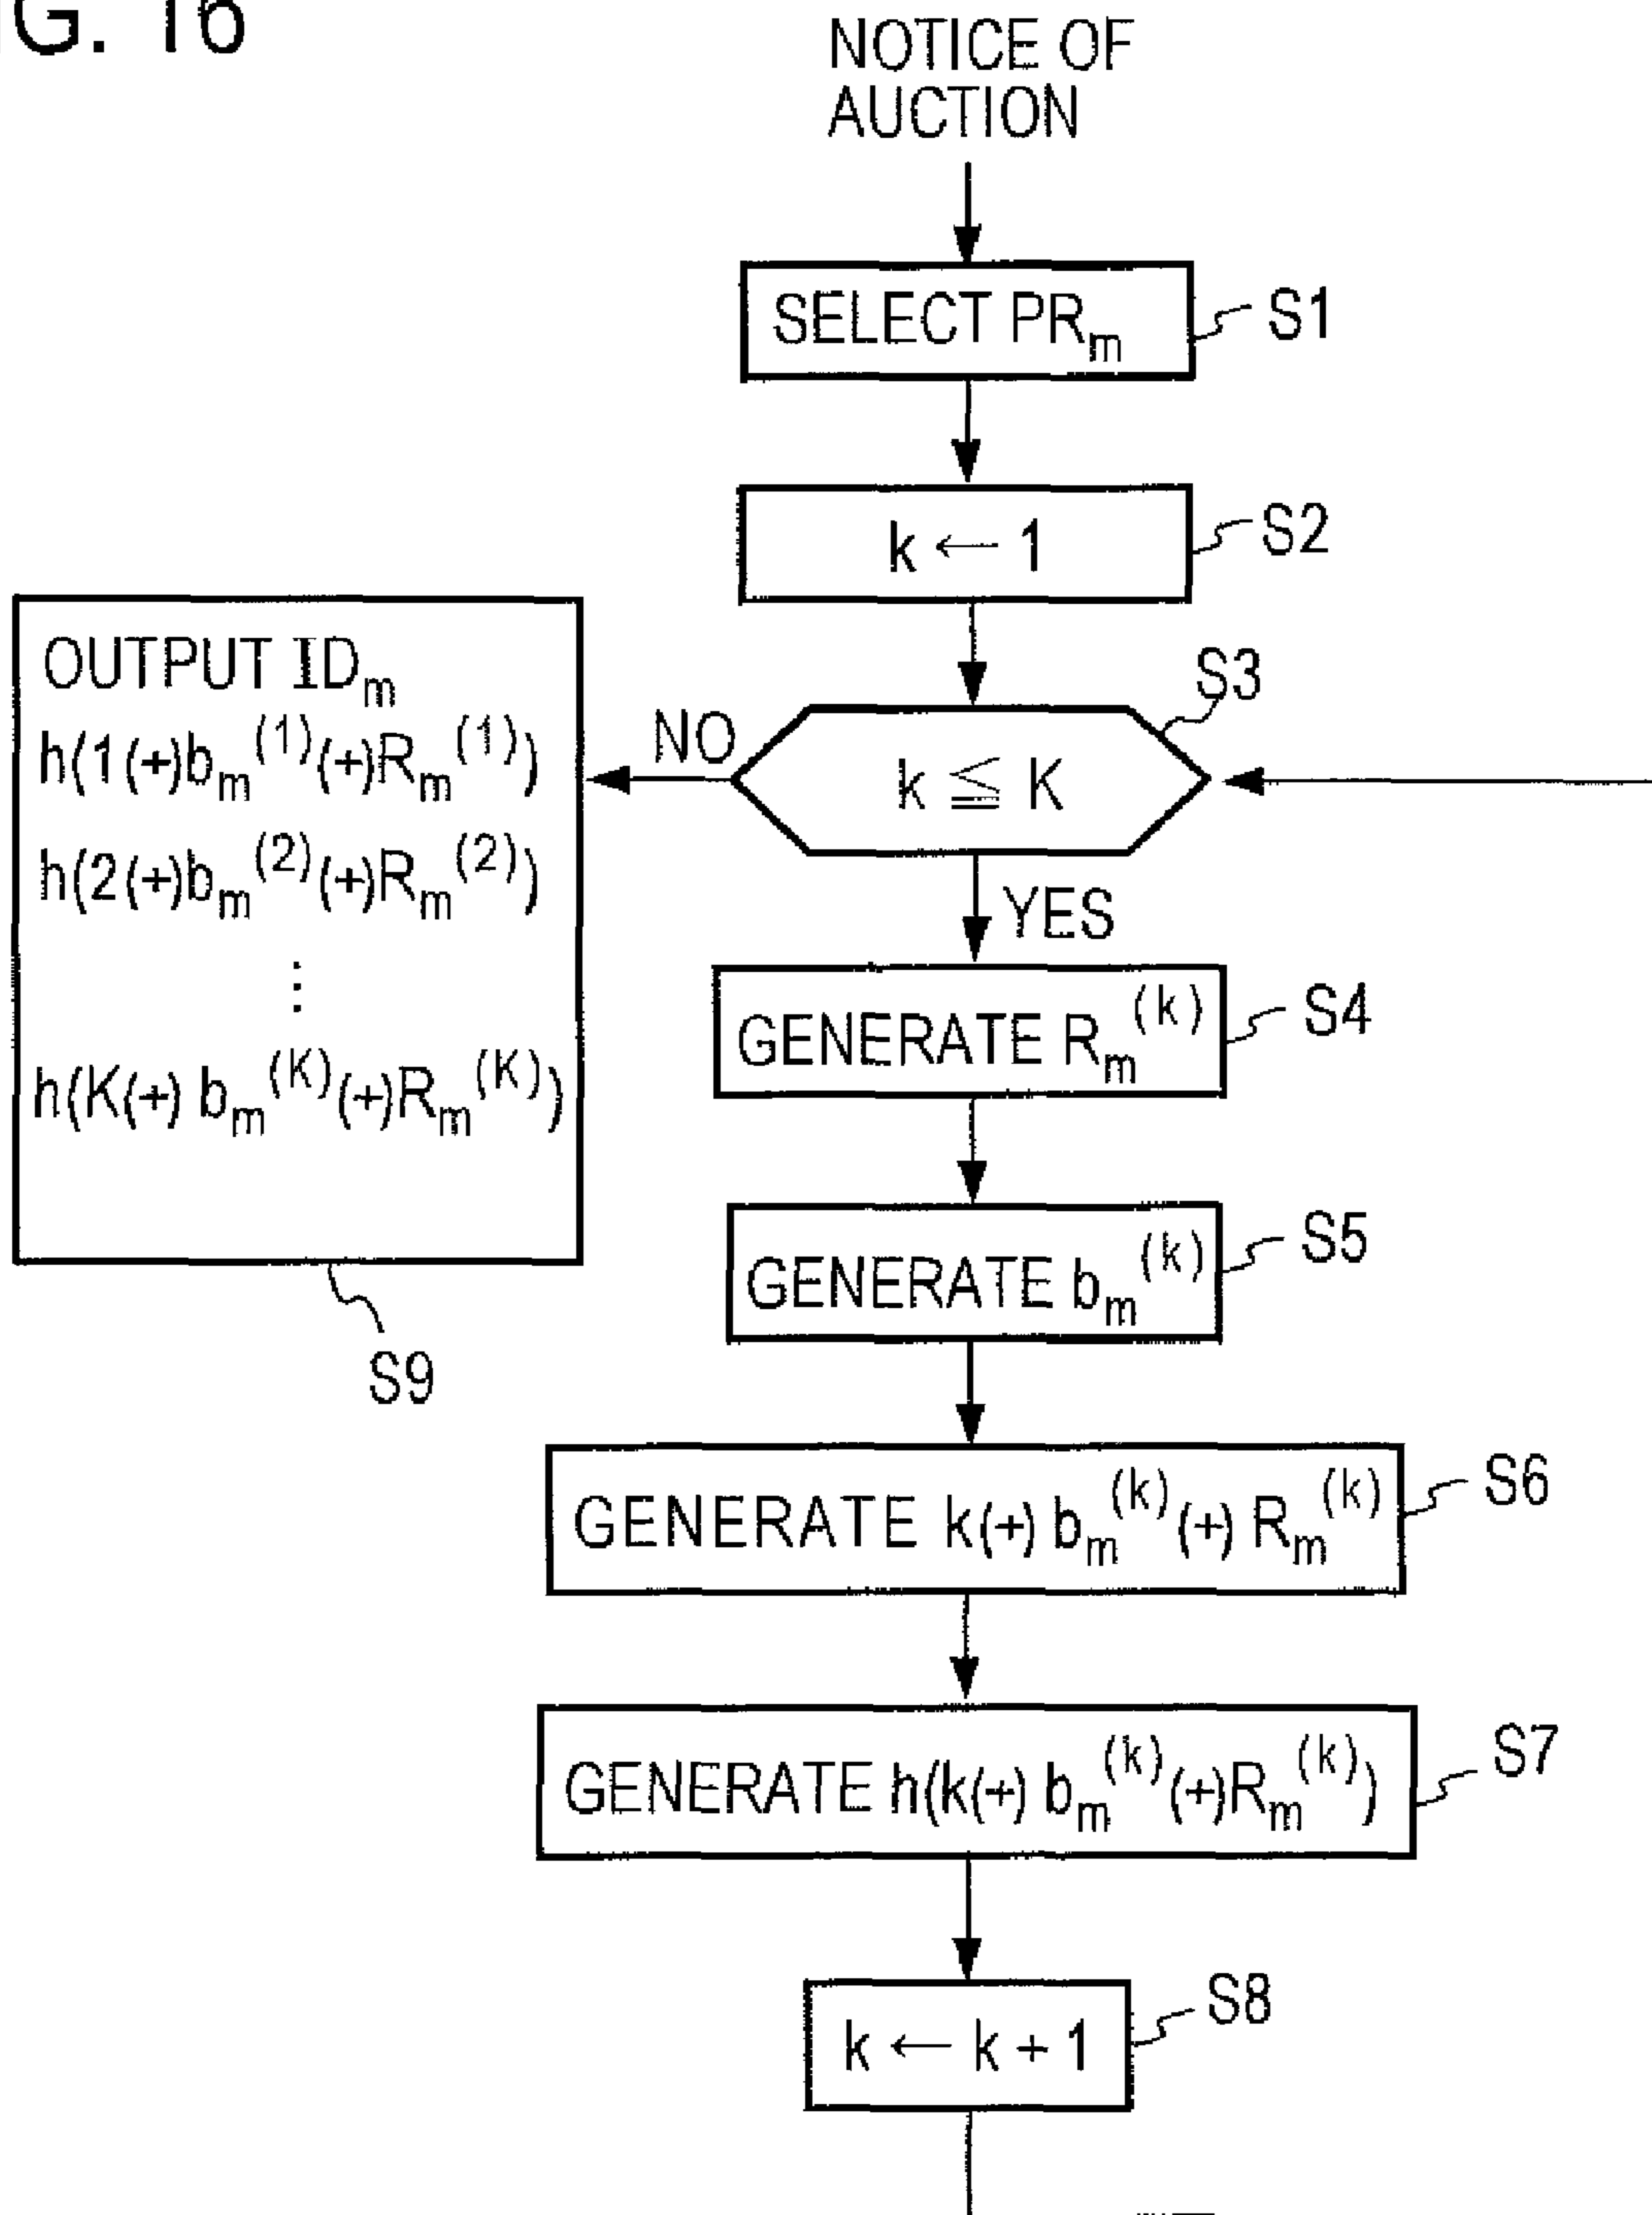 G. 16
NOTICE OF
AUCTION
SELECT PRₘ
S1
k ← 1
S2
S3
k ≦ K
NO
YES
OUTPUT IDₘ
h(1(+)bₘ⁽¹⁾(+)Rₘ⁽¹⁾)
h(2(+)bₘ⁽²⁾(+)Rₘ⁽²⁾)
⋮
h(K(+) bₘ⁽ᴷ⁾(+)Rₘ⁽ᴷ⁾)
S9
GENERATE Rₘ⁽ᵏ⁾
S4
GENERATE bₘ⁽ᵏ⁾
S5
GENERATE k(+) bₘ⁽ᵏ⁾(+) Rₘ⁽ᵏ⁾
S6
GENERATE h(k(+) bₘ⁽ᵏ⁾(+)Rₘ⁽ᵏ⁾)
S7
k ← k + 1
S8